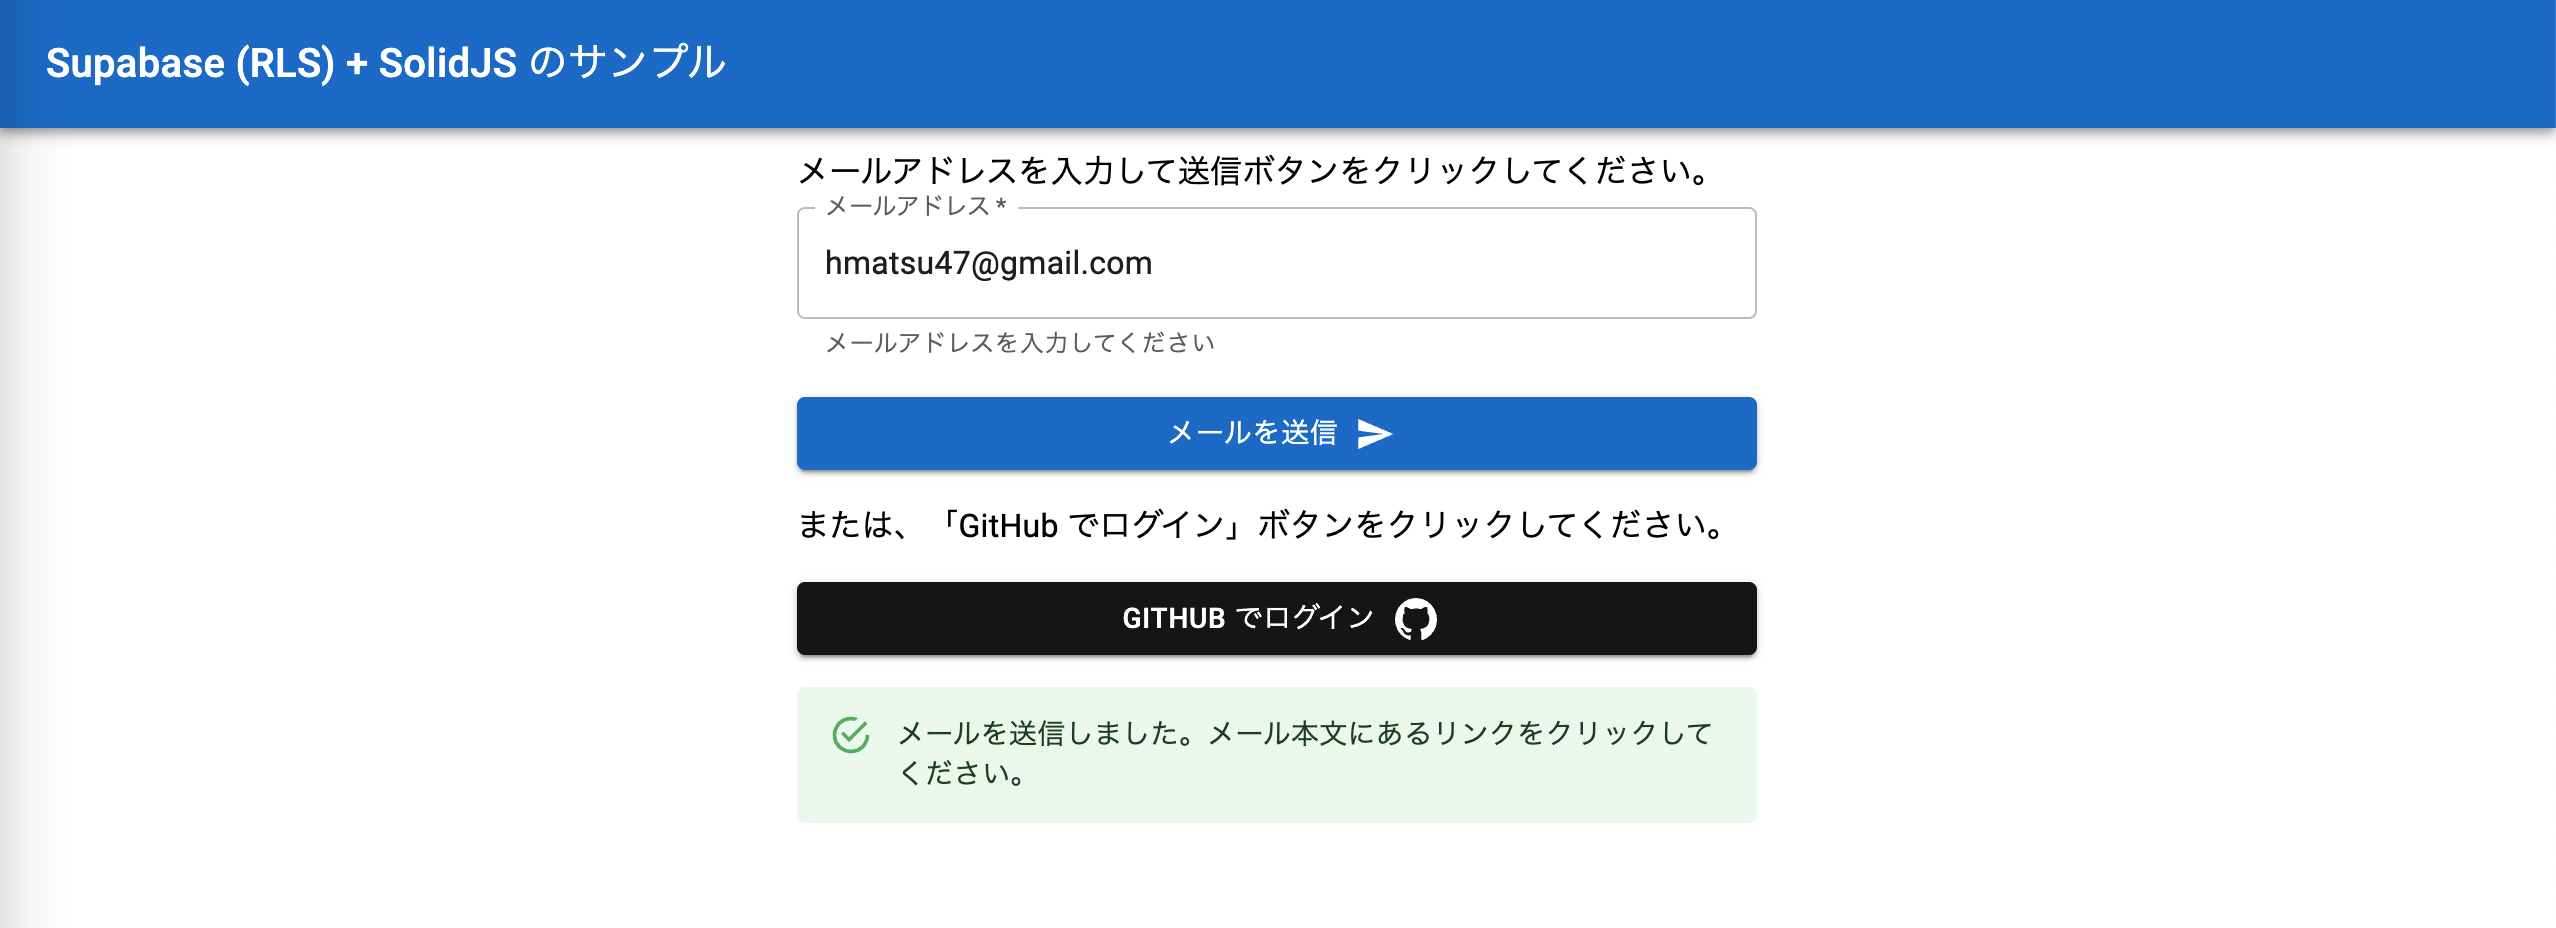 Supabase (RLS) + SolidJS のサンプル
メールアドレスを入力して送信ボタンをクリックしてください。
メールアドレス *
hmatsu47@gmail.com
メールアドレスを入力してください
メールを送信
または、「GitHub でログイン」ボタンをクリックしてください。
GITHUB でログイン
メールを送信しました。メール本文にあるリンクをクリックして
ください。